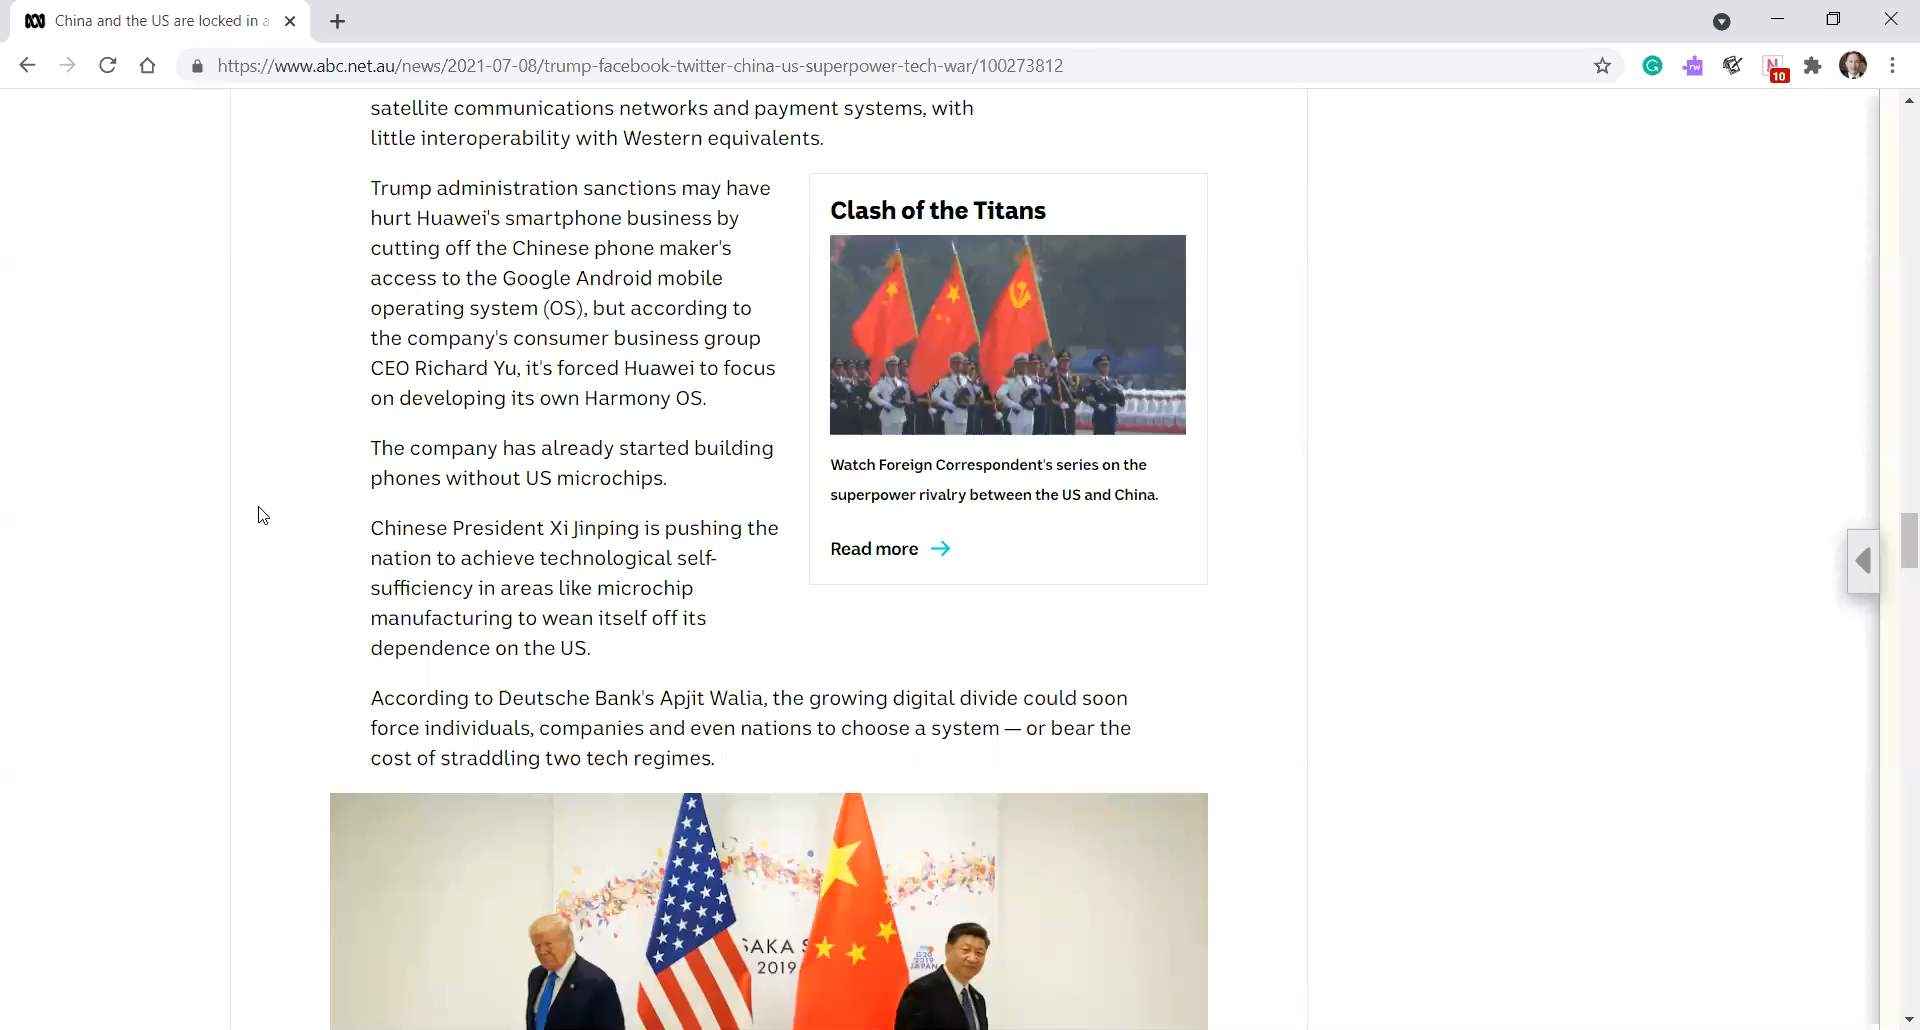 China and the US are locked in a
https://www.abc.net.au/news/2021-07-08/trump-facebook-twitter-china-us-superpower-tech-war/100273812
rw
N
10
satellite communications networks and payment systems, with
little interoperability with Western equivalents.
Trump administration sanctions may have
hurt Huawei's smartphone business by
cutting off the Chinese phone maker's
access to the Google Android mobile
operating system (OS), but according to
the company's consumer business group
CEO Richard Yu, it's forced Huawei to focus
on developing its own Harmony OS.
The company has already started building
phones without US microchips.
Chinese President Xi Jinping is pushing the
nation to achieve technological self-
sufficiency in areas like microchip
manufacturing to wean itself off its
dependence on the US.
Clash of the Titans
Watch Foreign Correspondent's series on the
superpower rivalry between the US and China.
Read more
According to Deutsche Bank's Apjit Walia, the growing digital divide could soon
force individuals, companies and even nations to choose a system — or bear the
cost of straddling two tech regimes.
SAKA S
2019
G20
2019
JAPAN